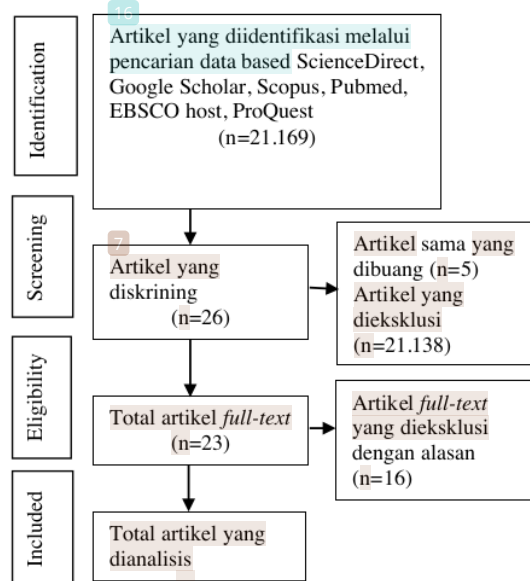 16
Identification
Artikel yang diidentifikasi melalui
pencarian data based ScienceDirect,
Google Scholar, Scopus, Pubmed,
EBSCO host, ProQuest
(n=21.169)
Screening
7
Artikel yang
diskrining
(n=26)
Artikel sama yang
dibuang (n=5)
Artikel yang
dieksklusi
(n=21.138)
Eligibility
Total artikel full-text
(n=23)
Artikel full-text
yang dieksklusi
dengan alasan
(n=16)
Included
Total artikel yang
dianalisis